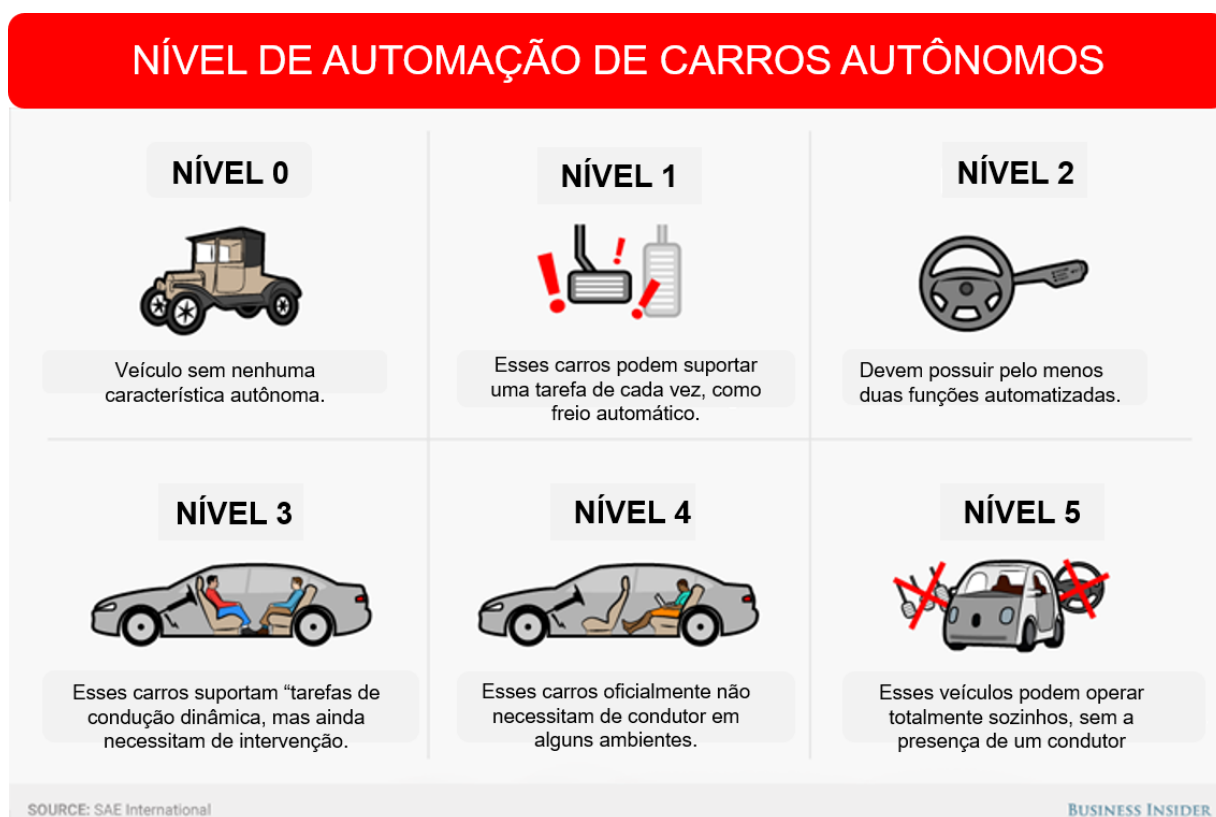 NÍVEL DE AUTOMAÇÃO DE CARROS AUTÔNOMOS
NÍVEL 0
Veículo sem nenhuma
característica autônoma.
NÍVEL 1
Esses carros podem suportar
uma tarefa de cada vez, como
freio automático.
NÍVEL 2
Devem possuir pelo menos
duas funções automatizadas.
NÍVEL 3
Esses carros suportam “tarefas de
condução dinâmica, mas ainda
necessitam de intervenção.
NÍVEL 4
Esses carros oficialmente não
necessitam de condutor em
alguns ambientes.
NÍVEL 5
Esses veículos podem operar
totalmente sozinhos, sem a
presença de um condutor
SOURCE: SAE International
BUSINESS INSIDER